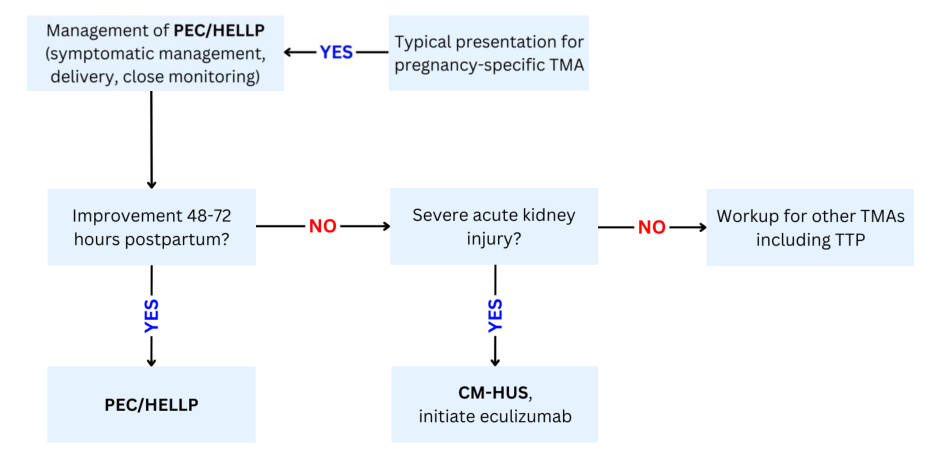 Management of PEC/HELLP
(symptomatic management,
delivery, close monitoring)
YES
Typical presentation for
pregnancy-specific TMA
Improvement 48-72
hours postpartum?
NO
Severe acute kidney
injury?
NO
Workup for other TMAs
including TTP
YES
YES
PEC/HELLP
CM-HUS,
initiate eculizumab